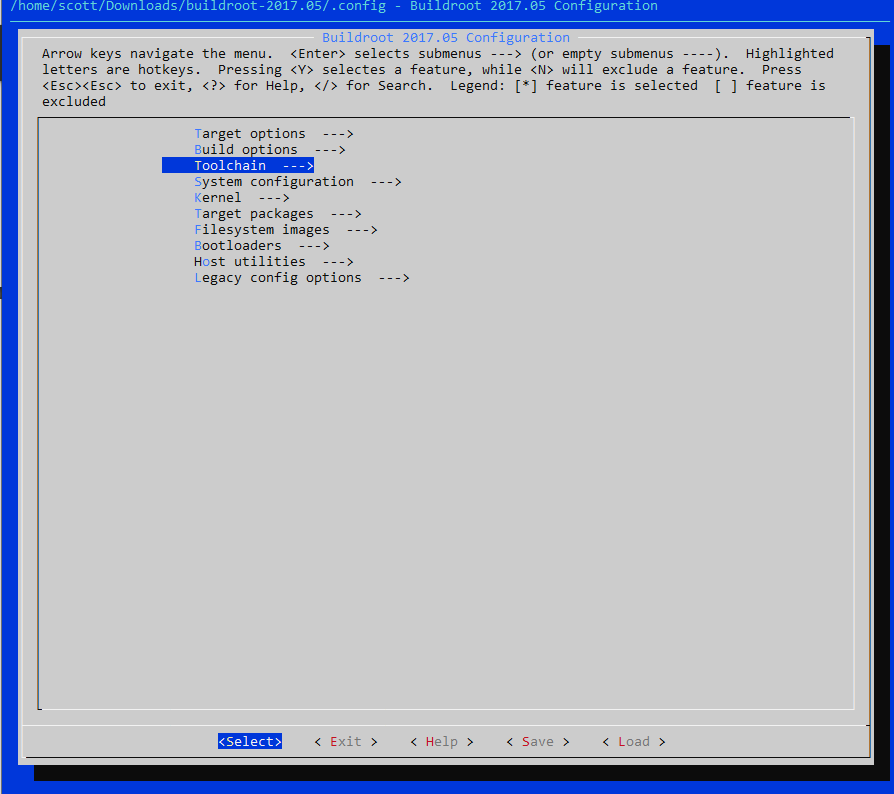 /home/scott/Downloads/buildroot-2017.05/.config - Buildroot 2017.05 Configuration
Buildroot 2017.05 Configuration
Arrow keys navigate the menu.  <Enter> selects submenus ---> (or empty submenus ----).  Highlighted
letters are hotkeys.  Pressing <Y> selectes a feature, while <N> will exclude a feature.  Press
<Esc><Esc> to exit, <?> for Help, </> for Search.  Legend: [*] feature is selected  [ ] feature is
excluded
Target options  --->
Build options  --->
Toolchain  --->
System configuration  --->
Kernel  --->
Target packages  --->
Filesystem images  --->
Bootloaders  --->
Host utilities  --->
Legacy config options  --->
<Select>    < Exit >    < Help >    < Save >    < Load >